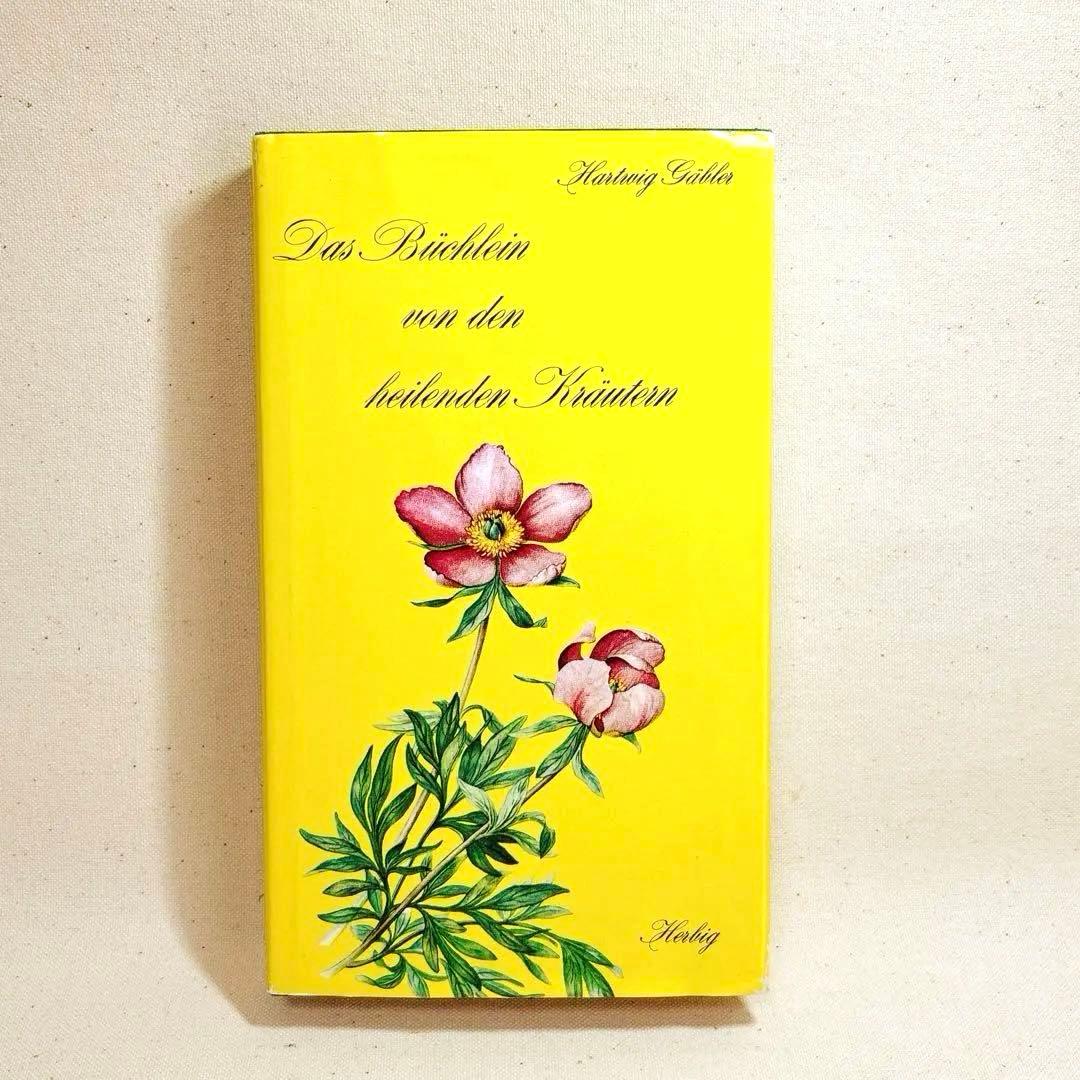 Hartwig Gäbler
Das Büchlein
von den
heilenden Kräutern
Herbig